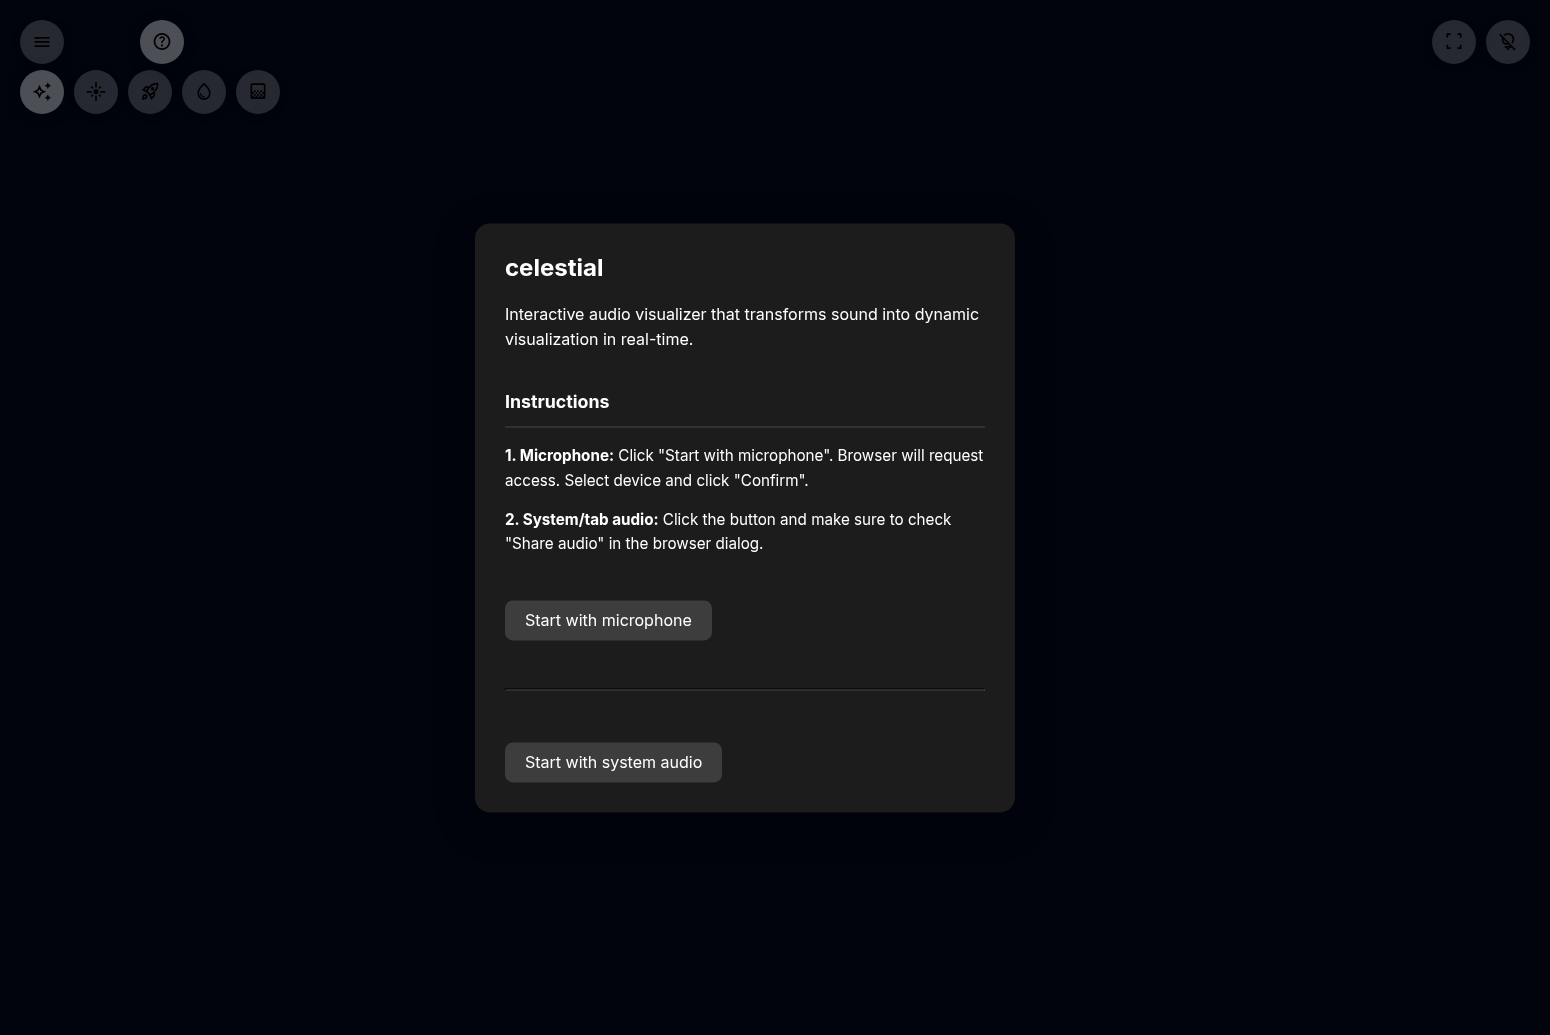 celestial
Interactive audio visualizer that transforms sound into dynamic
visualization in real-time.
Instructions
1. Microphone: Click "Start with microphone". Browser will request
access. Select device and click "Confirm".
2. System/tab audio: Click the button and make sure to check
"Share audio" in the browser dialog.
Start with microphone
Start with system audio